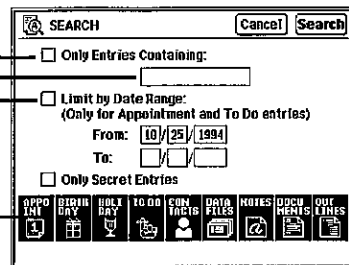 SEARCH Cancel Search
Only Entries Containing:
Limit by Date Range:
(Only for Appointment and To Do entries)
From: 10/25/1994
To: / /
Only Secret Entries
APPO BIRTH HOLI TO DO CON DATA NOTES DOCU OUT
INT DAY DAY TACTS FILES MENTS LINES
1